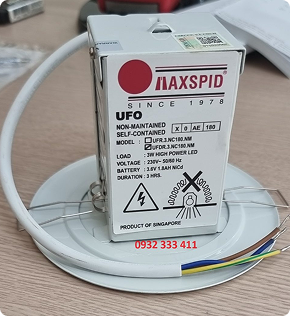 MAXSPID®
SINCE 1978
UFO
NON-MAINTAINED
SELF-CONTAINED
X 0 AE 180
MODEL : UFR.3.NC180.NM
UFDR.3.NC180.NM
LOAD : 3W HIGH POWER LED
VOLTAGE : 230V~ 50/60 Hz
BATTERY : 3.6V 1.8AH NiCd
DURATION : 3 HRS.
PRODUCT OF SINGAPORE
0932 333 411